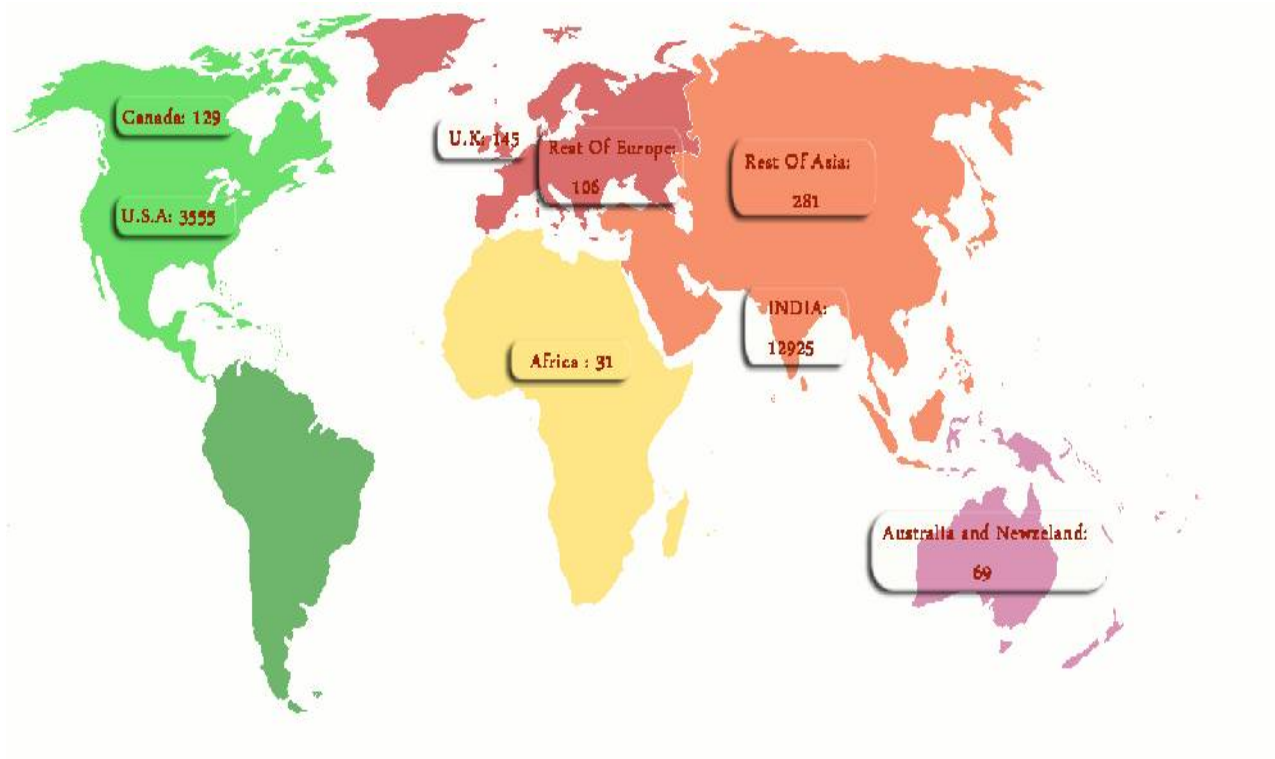 Canada: 129
U.K: 145
Rest Of Europe:
106
Rest Of Asia:
281
U.S.A: 3555
INDIA:
12925
Africa : 31
Australia and Newzeland:
69